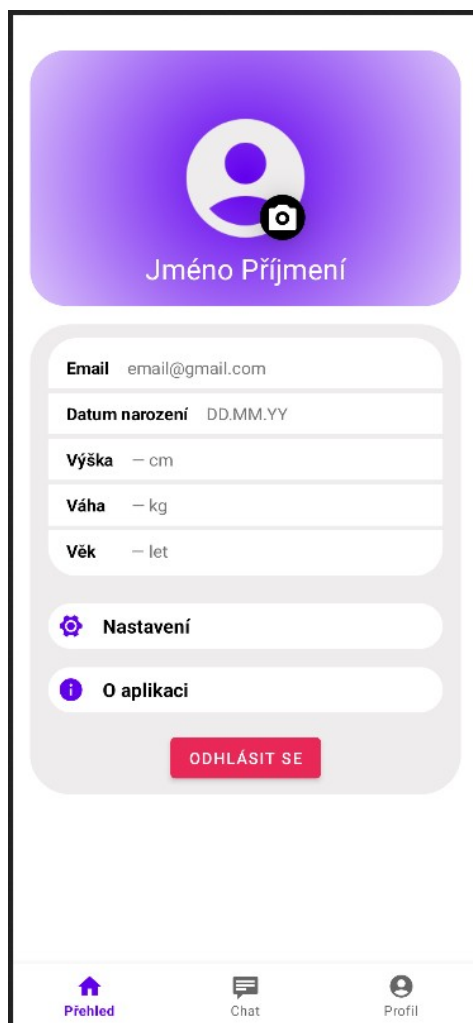 Jméno Příjmení
Email email@gmail.com
Datum narození DD.MM.YY
Výška – cm
Váha – kg
Věk – let
Nastavení
O aplikaci
ODHLÁSIT SE
Přehled Chat Profil